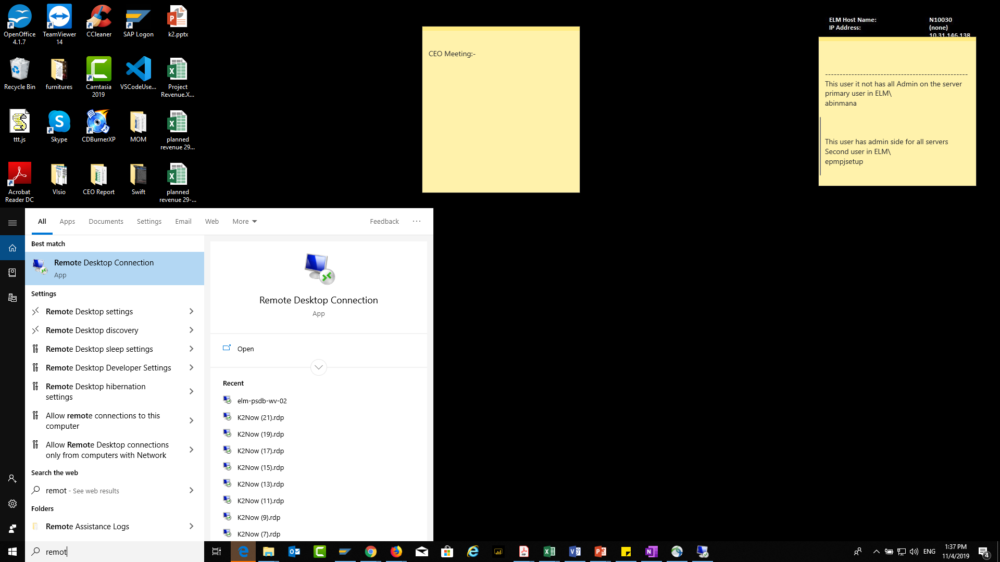 OpenOffice
4.1.7
TeamViewer
14
CCleaner
SAP Logon
k2.pptx
Recycle Bin
furnitures
Camtasia
2019
VSCodeUse...
Project
Revenue.X...
ttt.js
Skype
CDBurnerXP
MOM
planned
revenue 29...
Acrobat
Reader DC
VIsio
CEO Report
Swift
planned
revenue 29-...
CEO Meeting:-
ELM Host Name: N10030
IP Address: (none)
10.31.146.138
--------------------------------------------------
This user it not has all Admin on the server
primary user in ELM\
abinmana
This user has admin side for all servers
Second user in ELM\
epmpjsetup
All Apps Documents Settings Email Web More Feedback ...
Best match
Remote Desktop Connection
App
Settings
Remote Desktop settings
Remote Desktop discovery
Remote Desktop sleep settings
Remote Desktop Developer Settings
Remote Desktop hibernation
settings
Allow remote connections to this
computer
Allow Remote Desktop connections
only from computers with Network
Search the web
remot - See web results
Folders
Remote Assistance Logs
Remote Desktop Connection
App
Open
Recent
elm-psdb-wv-02
K2Now (21).rdp
K2Now (19).rdp
K2Now (17).rdp
K2Now (15).rdp
K2Now (13).rdp
K2Now (11).rdp
K2Now (9).rdp
K2Now (7).rdp
remot
ENG
1:37 PM
11/4/2019
4